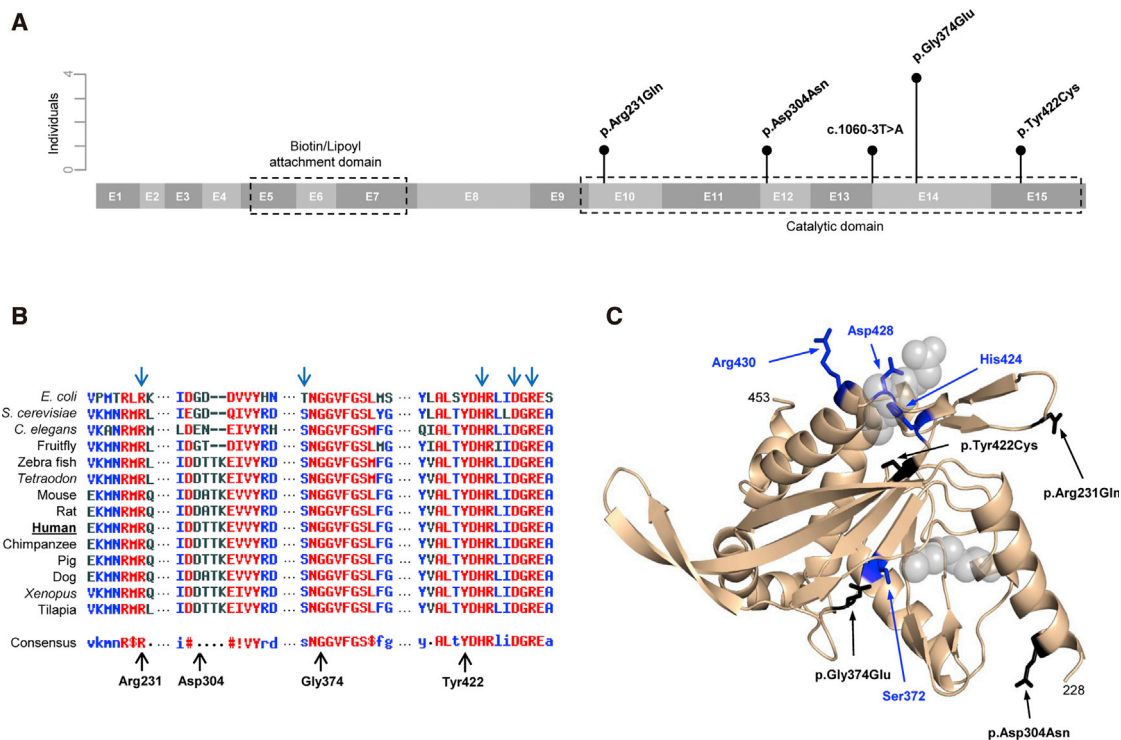 A
Individuals
4
0
Biotin/Lipoyl
attachment domain
p.Arg231Gln
p.Asp304Asn
c.1060-3T>A
p.Gly374Glu
p.Tyr422Cys
E1 E2 E3 E4 E5 E6 E7 E8 E9 E10 E11 E12 E13 E14 E15
Catalytic domain
B
E. coli VPMTRLRK ... IDGD--DVVYHN ... TNGGVFGSLMS ... YLALSYDHRLIDGRES
S. cerevisiae VKMNRMRL ... IEGE--QIVYRD ... SNGGVFGSLYG ... YLALTYDHRLLDGREA
C. elegans VKANRMRM ... LDEN--EIVYRH ... SNGGVFGSMFG ... QIALTYDHRLIDGREA
Fruitfly VKMNRMRL ... IDGT--DIVYRD ... SNGGVFGSLMG ... YIALTYDHRIIDGREA
Zebra fish VKMNRMRL ... IDDTTKEIVYRD ... SNGGVFGSMFG ... YVALTYDHRLIDGREA
Tetraodon VKMNRMRL ... IDDTTKEIVYRD ... SNGGVFGSMFG ... YVALTYDHRLIDGREA
Mouse EKMNRMRQ ... IDDATKEVVYRD ... SNGGVFGSLFG ... YVALTYDHRLIDGREA
Rat EKMNRMRQ ... IDDATKEVVYRD ... SNGGVFGSLFG ... YVALTYDHRLIDGREA
Human EKMNRMRQ ... IDDTTKEVVYRD ... SNGGVFGSLFG ... YVALTYDHRLIDGREA
Chimpanzee EKMNRMRQ ... IDDTTKEVVYRD ... SNGGVFGSLFG ... YVALTYDHRLIDGREA
Pig EKMNRMRQ ... IDDTTKEVVYRD ... SNGGVFGSLFG ... YVALTYDHRLIDGREA
Dog EKMNRMRQ ... IDDATKEVVYRD ... SNGGVFGSLFG ... YVALTYDHRLIDGREA
Xenopus VKMNRMRQ ... IDDTTKEVVYRD ... SNGGVFGSLFG ... YVALTYDHRLIDGREA
Tilapia VKMNRMRL ... IDDTTKEIVYRD ... SNGGVFGSLFG ... YVALTYDHRLIDGREA
Consensus vkmnR$R. ... i#....#!VYrd ... sNGGVFGS$fg ... y.ALtYDHRliDGREa
Arg231 Asp304 Gly374 Tyr422
C
Arg430
Asp428
His424
453
p.Tyr422Cys
p.Arg231Gln
p.Gly374Glu
Ser372
228
p.Asp304Asn